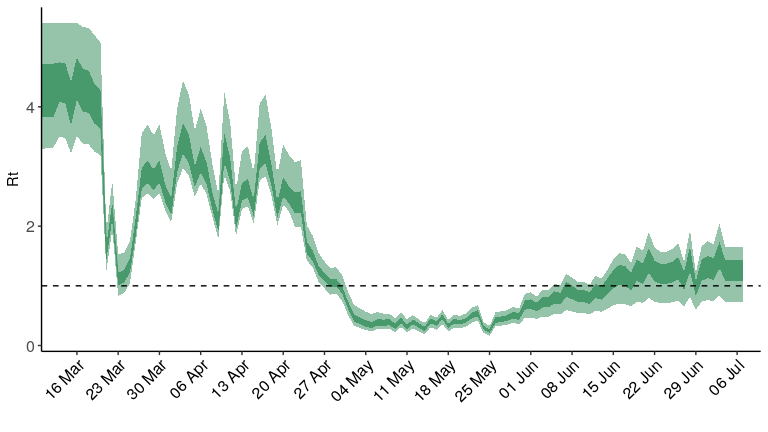 Rt
4
2
0
16 Mar
23 Mar
30 Mar
06 Apr
13 Apr
20 Apr
27 Apr
04 May
11 May
18 May
25 May
01 Jun
08 Jun
15 Jun
22 Jun
29 Jun
06 Jul